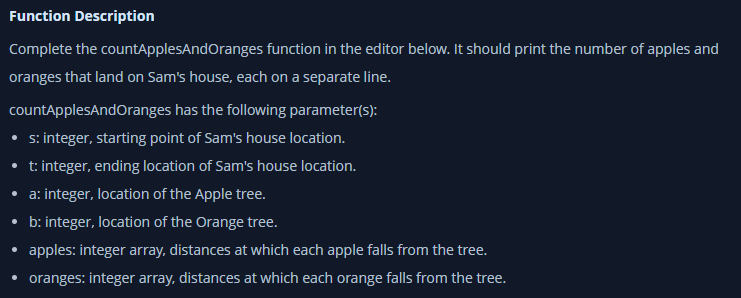 Function Description
Complete the countApplesAndOranges function in the editor below. It should print the number of apples and
oranges that land on Sam's house, each on a separate line.
countApplesAndOranges has the following parameter(s):
• s: integer, starting point of Sam's house location.
• t: integer, ending location of Sam's house location.
• a: integer, location of the Apple tree.
• b: integer, location of the Orange tree.
• apples: integer array, distances at which each apple falls from the tree.
• oranges: integer array, distances at which each orange falls from the tree.